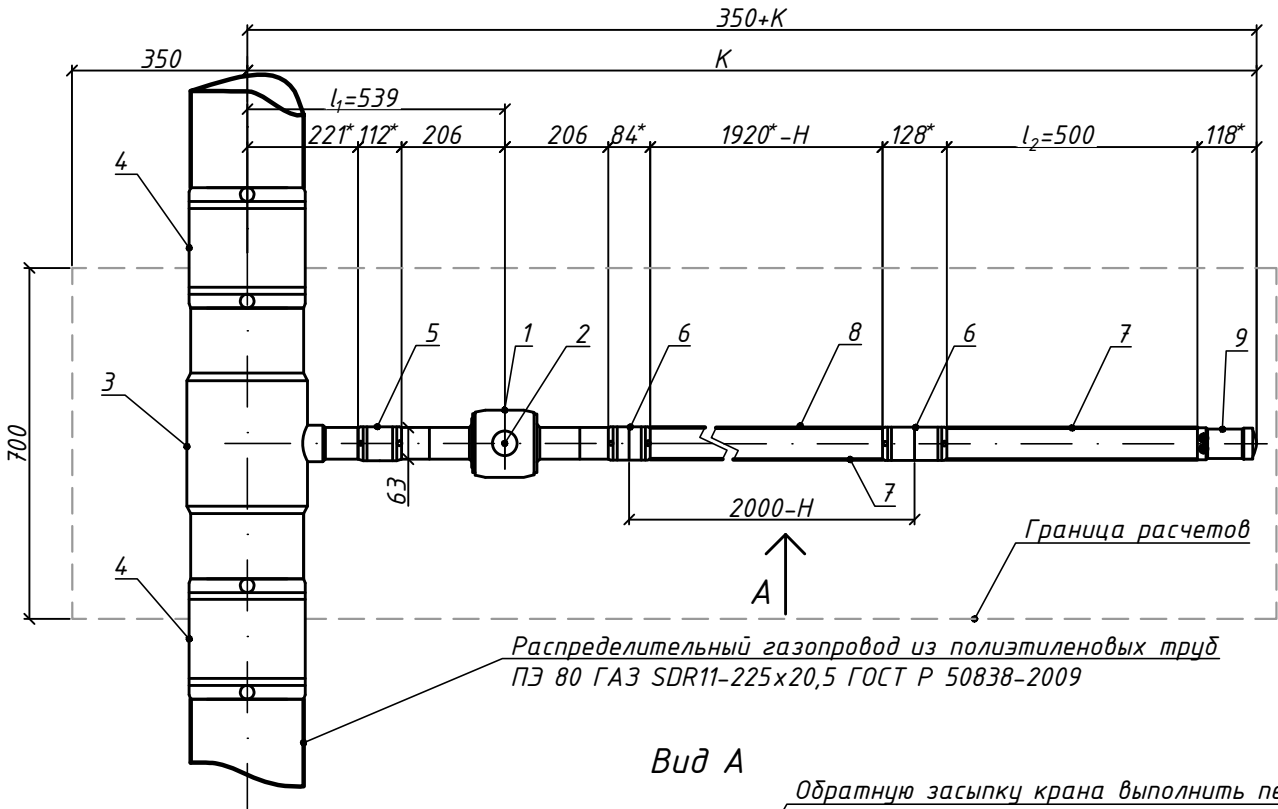 350+К
350
К
l₁=539
221*
112*
206
206
84*
1920*-Н
128*
l₂=500
118*
4
5
1
2
6
8
6
7
9
3
700
63
7
2000-Н
Граница расчетов
А
4
Распределительный газопровод из полиэтиленовых труб
ПЭ 80 ГАЗ SDR11-225х20,5 ГОСТ Р 50838-2009
Вид А
Обратную засыпку крана выполнить